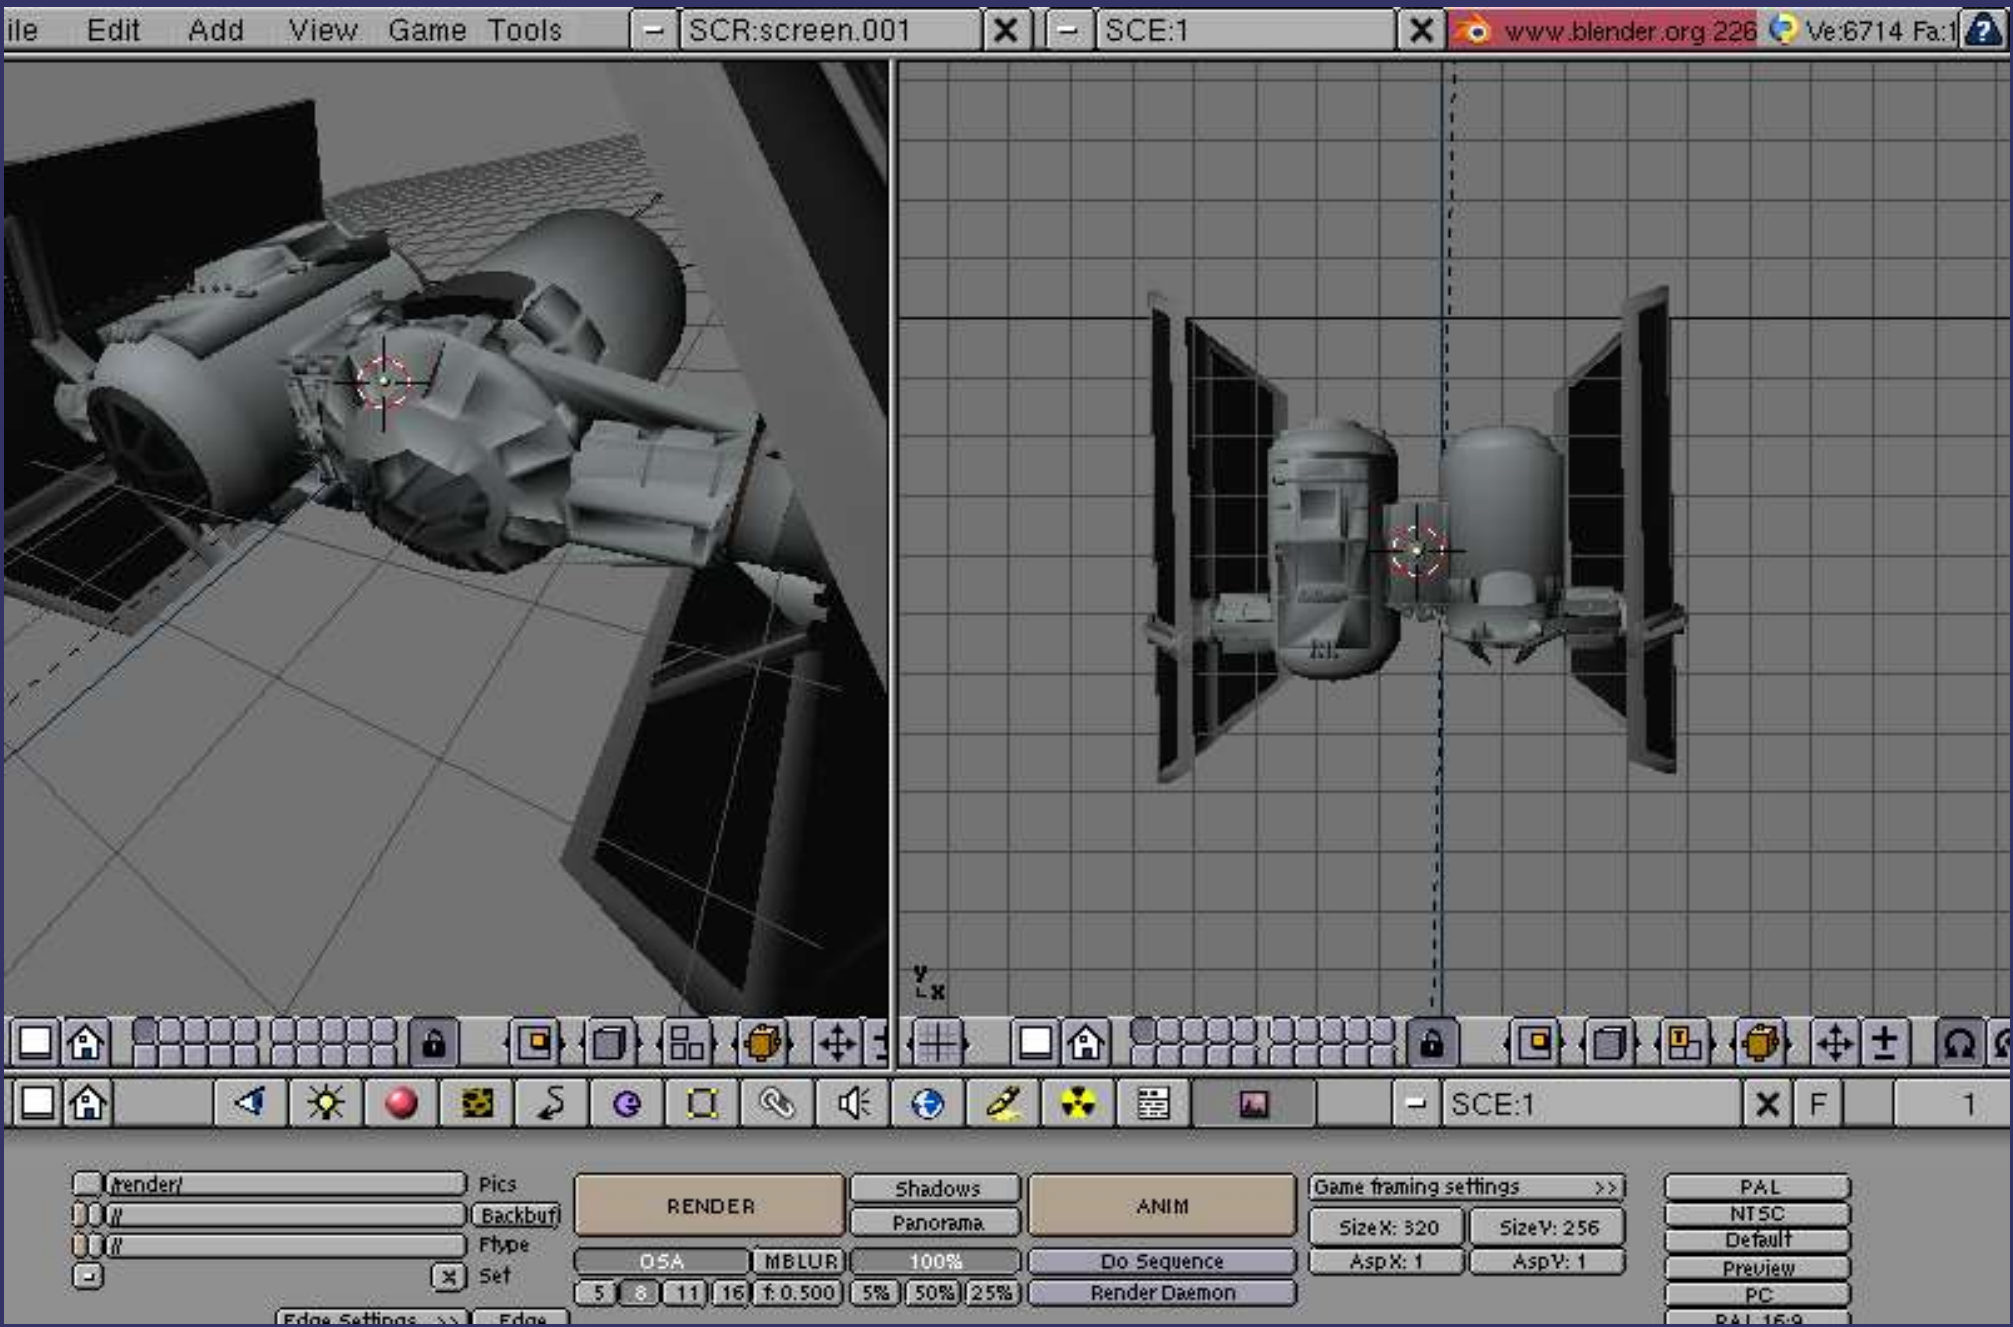 ile Edit Add View Game Tools - SCR:screen.001 X - SCE:1 X www.blender.org 226 Ve:6714 Fa:1 ?
y
x
- SCE:1 X F 1
/render/ Pics
// Backbuf
// Ftype
- x Set
Edge Settings >> Edge
RENDER
Shadows
Panorama
OSA MBLUR 100%
5 8 11 16 f: 0.500 5% 50% 25%
ANIM
Do Sequence
Render Daemon
Game framing settings >>
SizeX: 320 SizeY: 256
AspX: 1 AspY: 1
PAL
NTSC
Default
Preview
PC
PAL 16:9